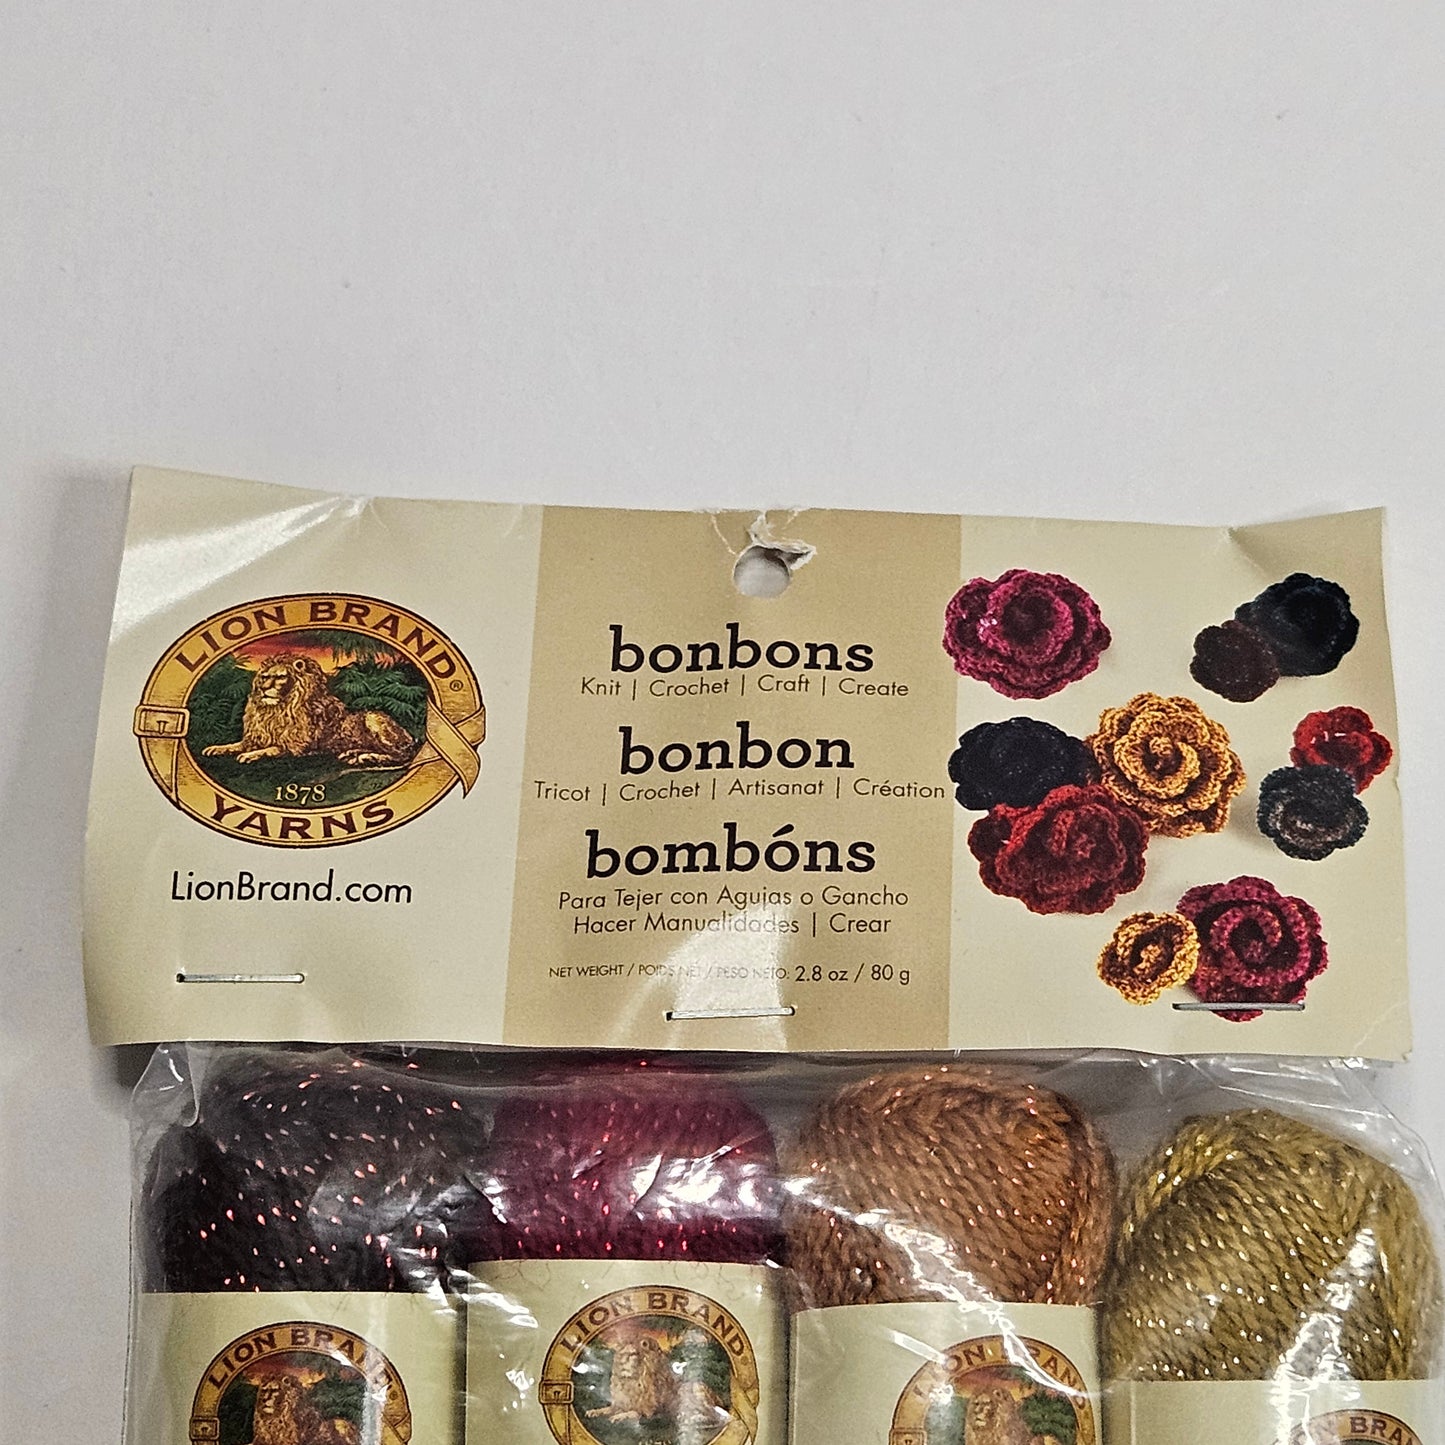 LION BRAND®
1878
YARNS
LionBrand.com
bonbons
Knit | Crochet | Craft | Create
bonbon
Tricot | Crochet | Artisanat | Création
bombóns
Para Tejer con Agujas o Gancho
Hacer Manualidades | Crear
NET WEIGHT / POIDS NET / PESO NETO: 2.8 oz / 80 g
LION BRAND®
LION BRAND®
LION BRAND